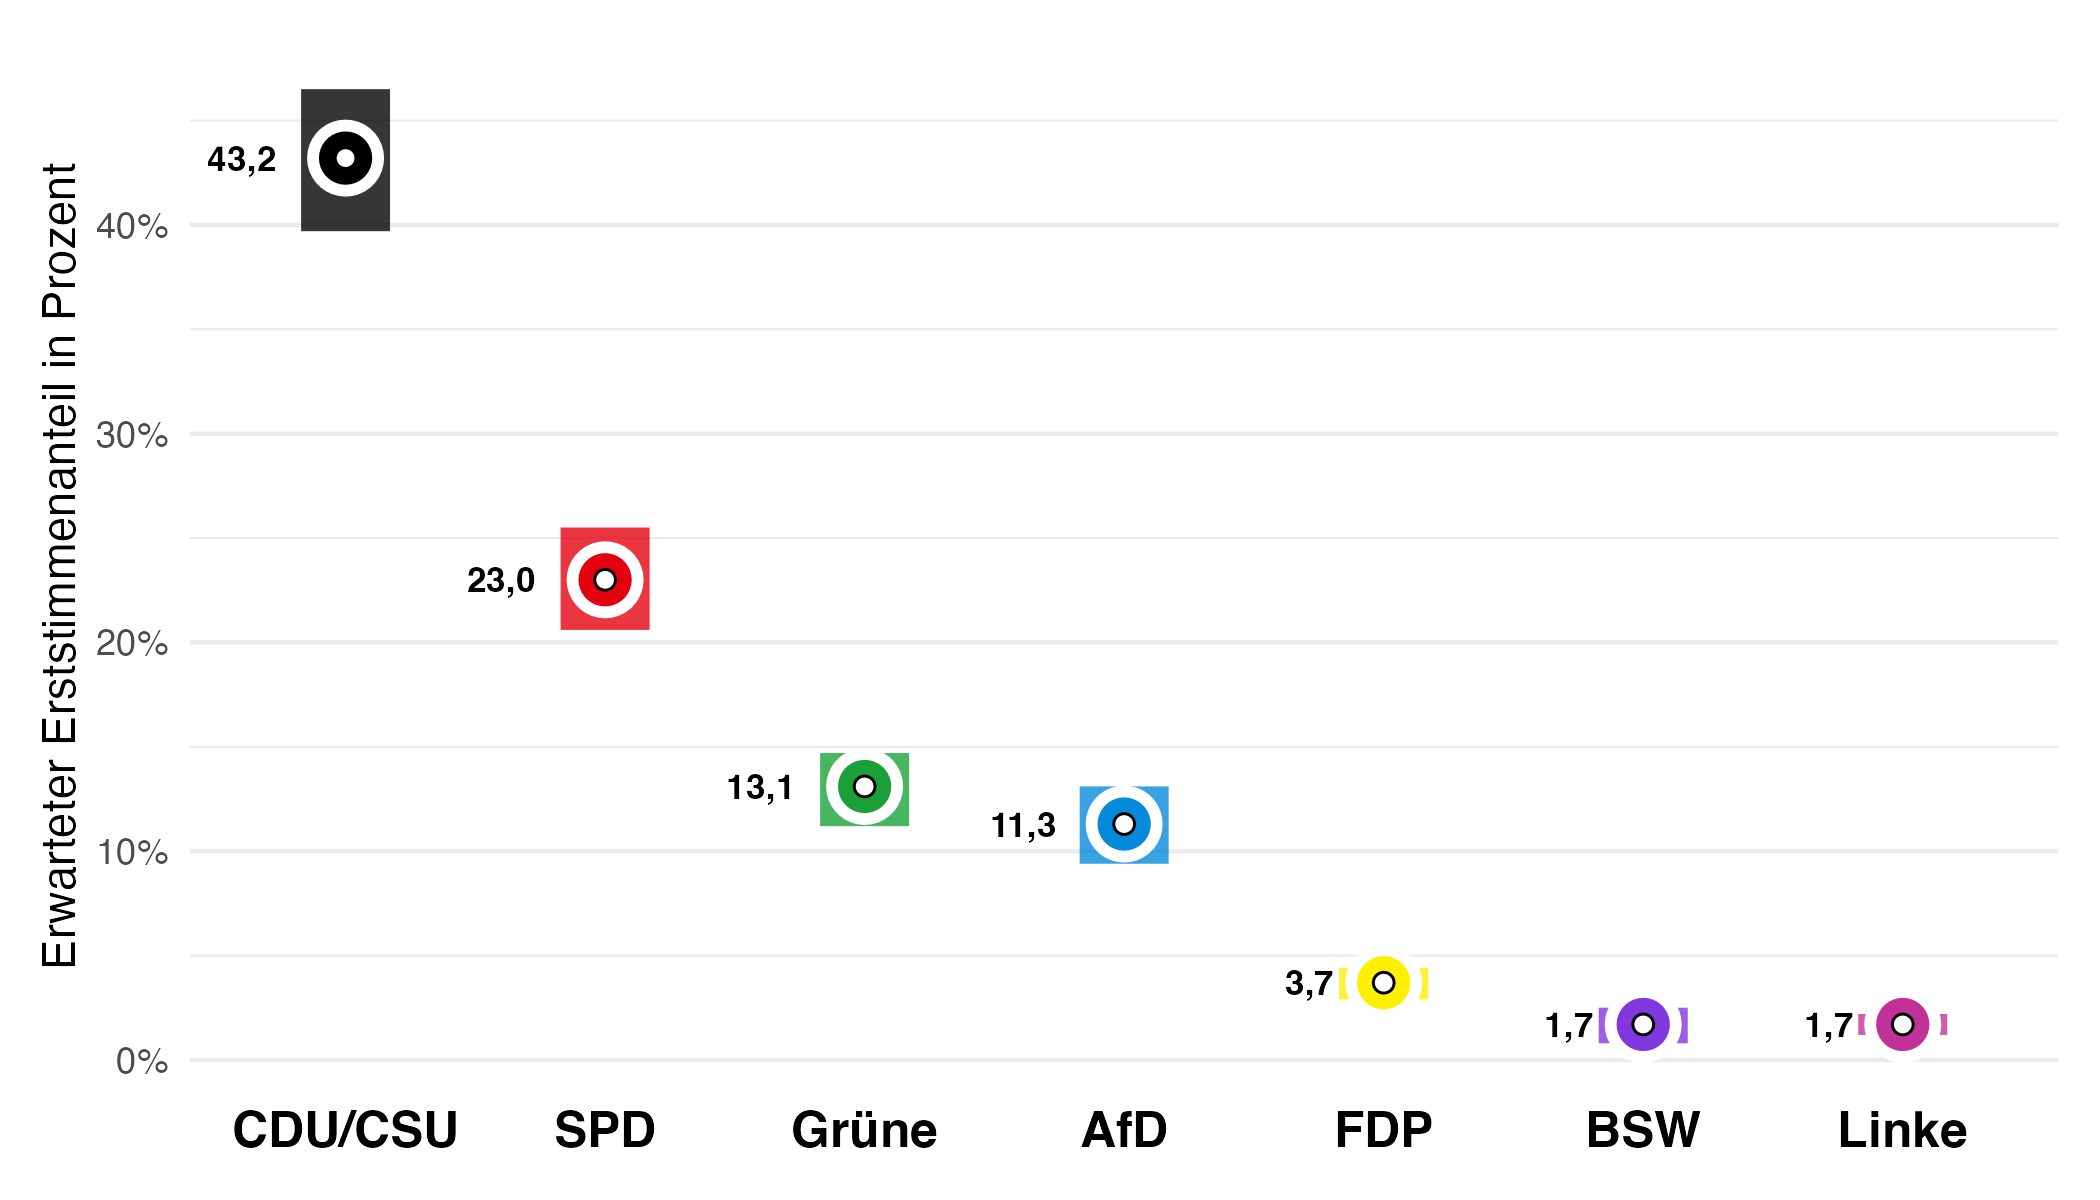 Erwarteter Erststimmenanteil in Prozent
40%
30%
20%
10%
0%
43,2
23,0
13,1
11,3
3,7
1,7
1,7
CDU/CSU
SPD
Grüne
AfD
FDP
BSW
Linke